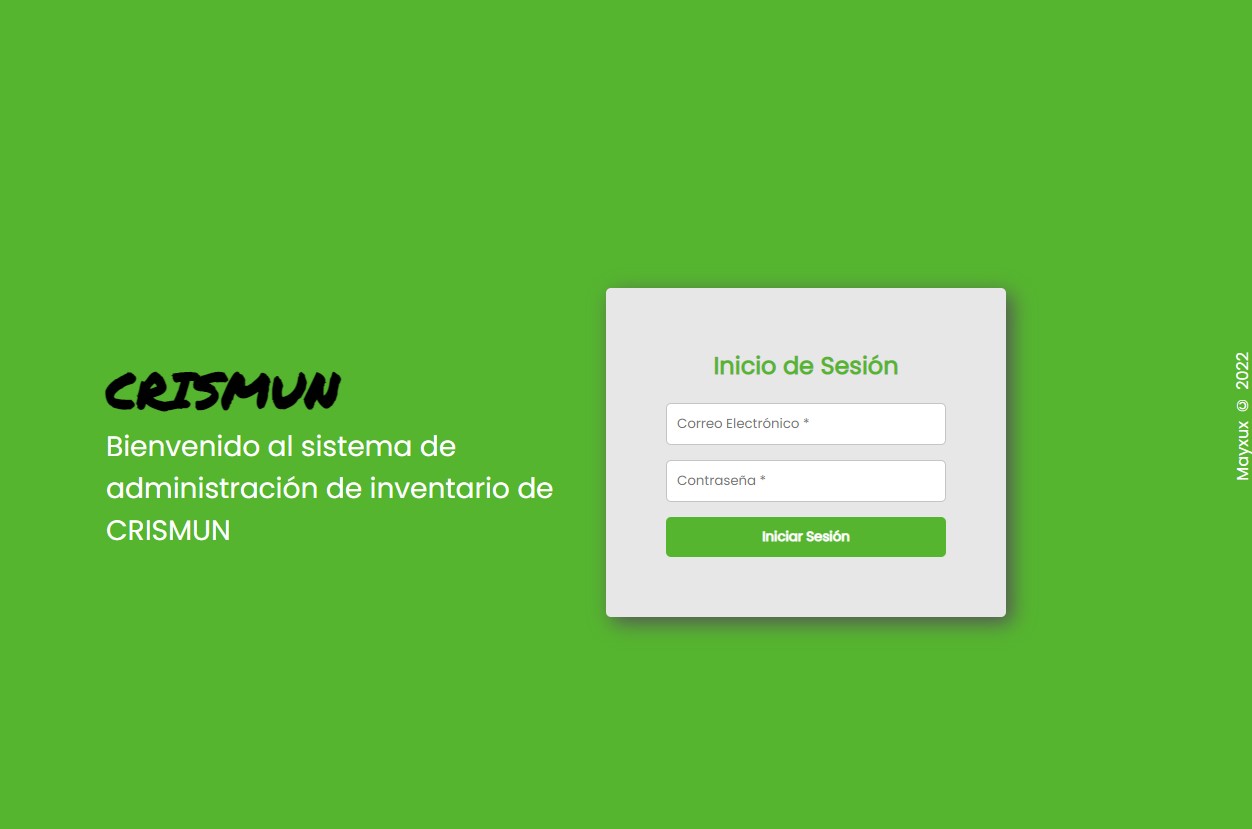 CRISMUN
Bienvenido al sistema de
administración de inventario de
CRISMUN
Inicio de Sesión
Correo Electrónico *
Contraseña *
Iniciar Sesión
Mayxux © 2022